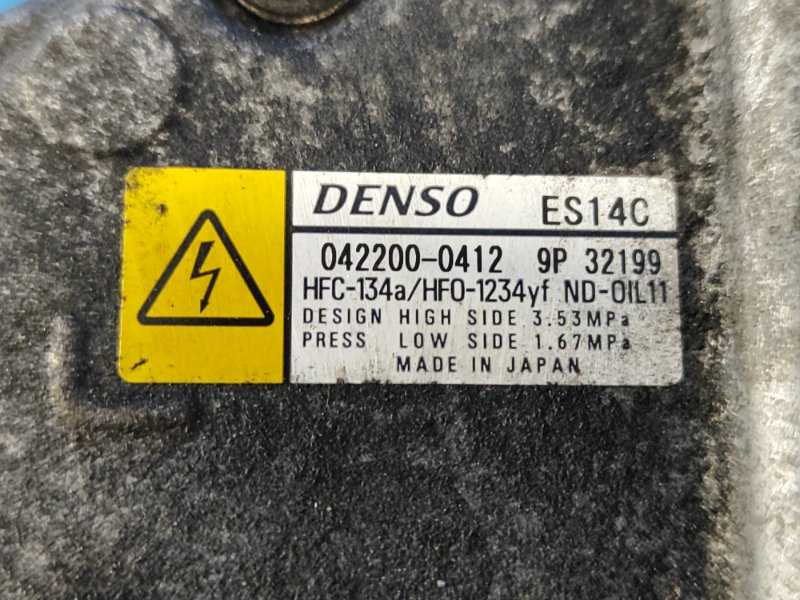 DENSO ES14C
042200-0412 9P 32199
HFC-134a/HFO-1234yf ND-OIL11
DESIGN HIGH SIDE 3.53MPa
PRESS LOW SIDE 1.67MPa
MADE IN JAPAN